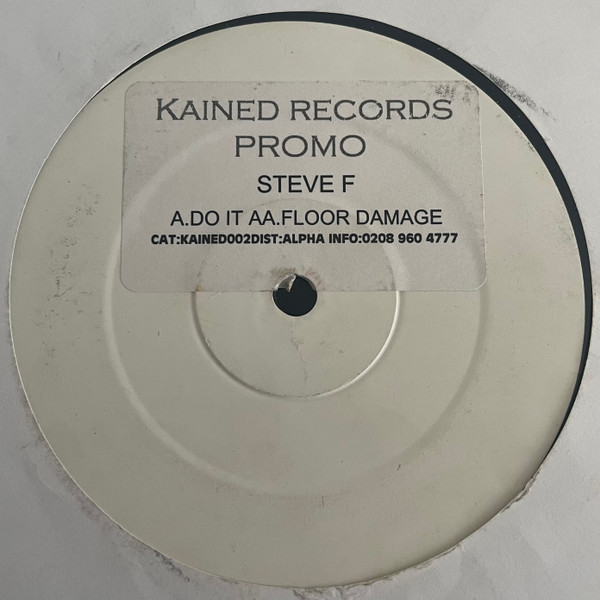 KAINED RECORDS
PROMO
STEVE F
A.DO IT AA.FLOOR DAMAGE
CAT:KAINED002DIST:ALPHA INFO:0208 960 4777